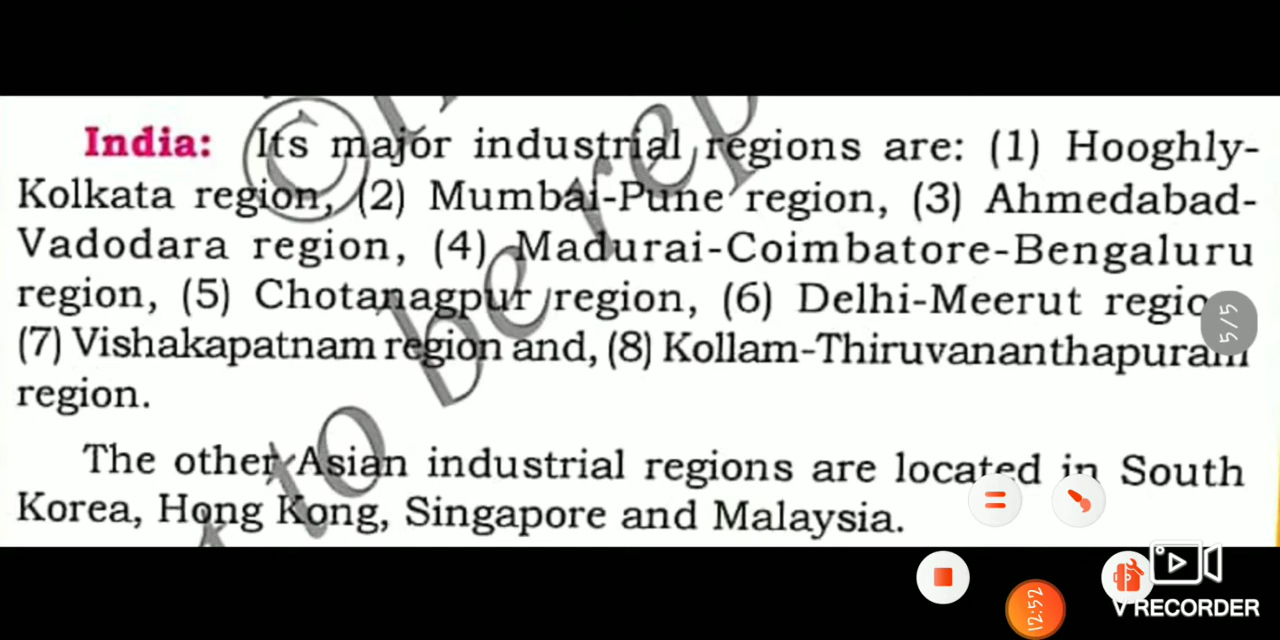 India: Its major industrial regions are: (1) Hooghly-
Kolkata region, (2) Mumbai-Pune region, (3) Ahmedabad-
Vadodara region, (4) Madurai-Coimbatore-Bengaluru
region, (5) Chotanagpur region, (6) Delhi-Meerut regio
(7) Vishakapatnam region and, (8) Kollam-Thiruvananthapuram
region.
The other Asian industrial regions are located in South
Korea, Hong Kong, Singapore and Malaysia.
to be rep
5/5
12:52
V RECORDER